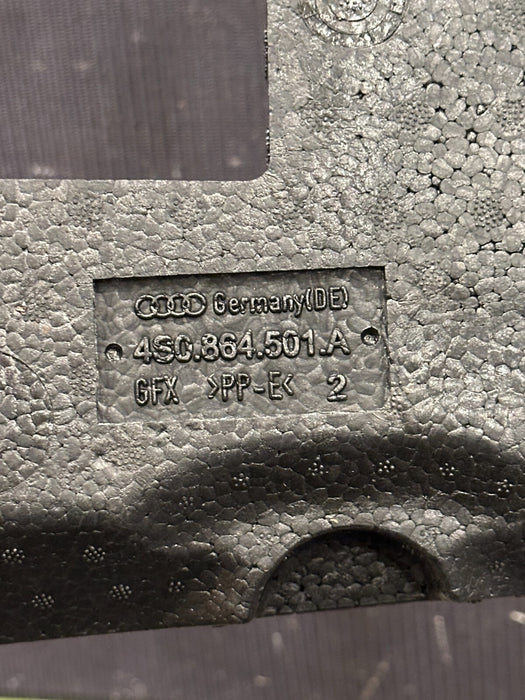 Germany(DE)
4S0.864.501.A
GFX >PP-E< 2